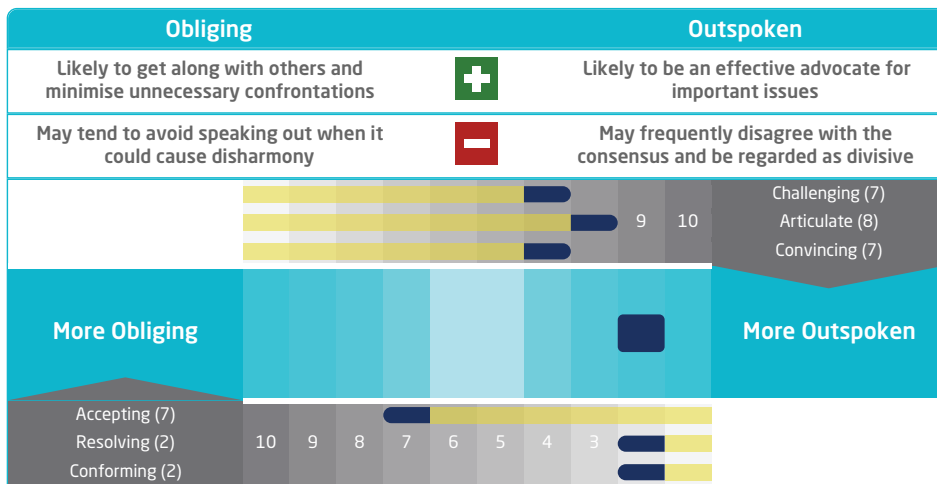 Obliging
Outspoken
Likely to get along with others and
minimise unnecessary confrontations
Likely to be an effective advocate for
important issues
May tend to avoid speaking out when it
could cause disharmony
May frequently disagree with the
consensus and be regarded as divisive
Challenging (7)
9 10 Articulate (8)
Convincing (7)
More Obliging
More Outspoken
Accepting (7)
Resolving (2) 10 9 8 7 6 5 4 3
Conforming (2)